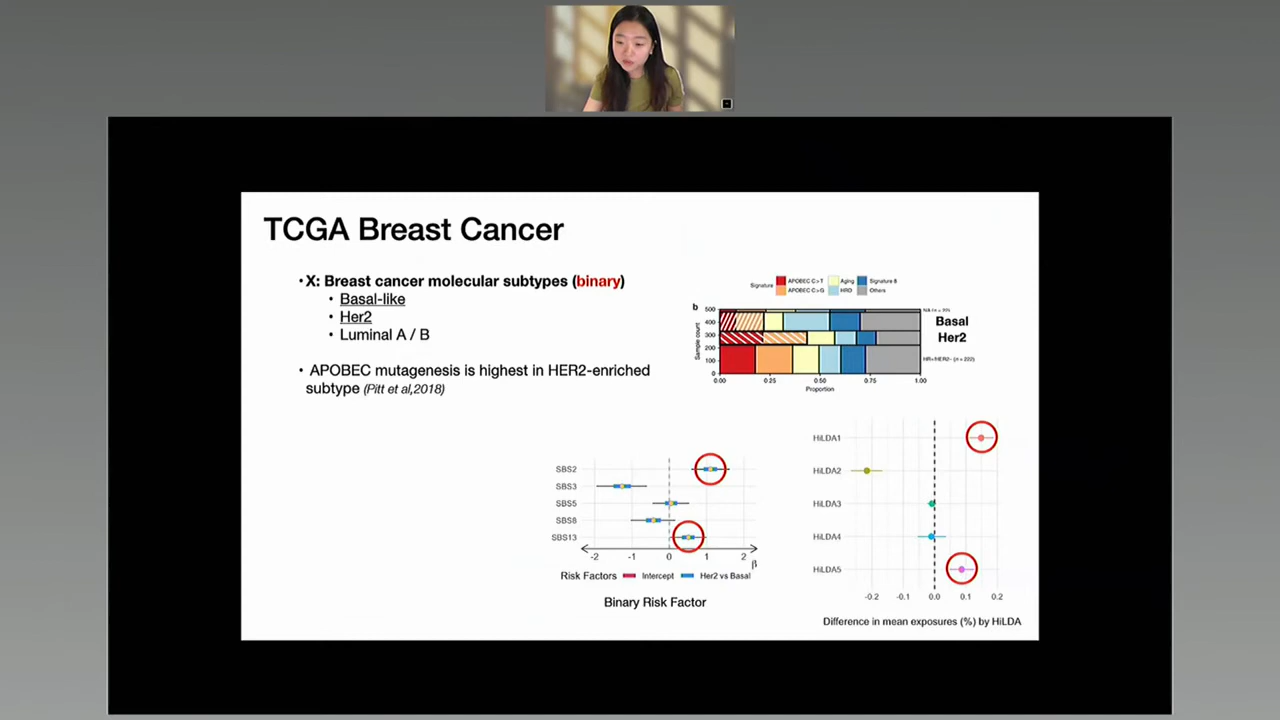 TCGA Breast Cancer
• X: Breast cancer molecular subtypes (binary)
• Basal-like
• Her2
• Luminal A / B
• APOBEC mutagenesis is highest in HER2-enriched
subtype (Pitt et al,2018)
Signature APOBEC C>T Aging Signature 8
APOBEC C>G HRD Others
b
Sample count
500
400
300
200
100
0
0.00 0.25 0.50 0.75 1.00
Proportion
Basal
Her2
HR+/HER2- (n = 222)
SBS2
SBS3
SBS5
SBS8
SBS13
-2 -1 0 1 2
β
Risk Factors Intercept Her2 vs Basal
Binary Risk Factor
HiLDA1
HiLDA2
HiLDA3
HiLDA4
HiLDA5
-0.2 -0.1 0.0 0.1 0.2
Difference in mean exposures (%) by HiLDA